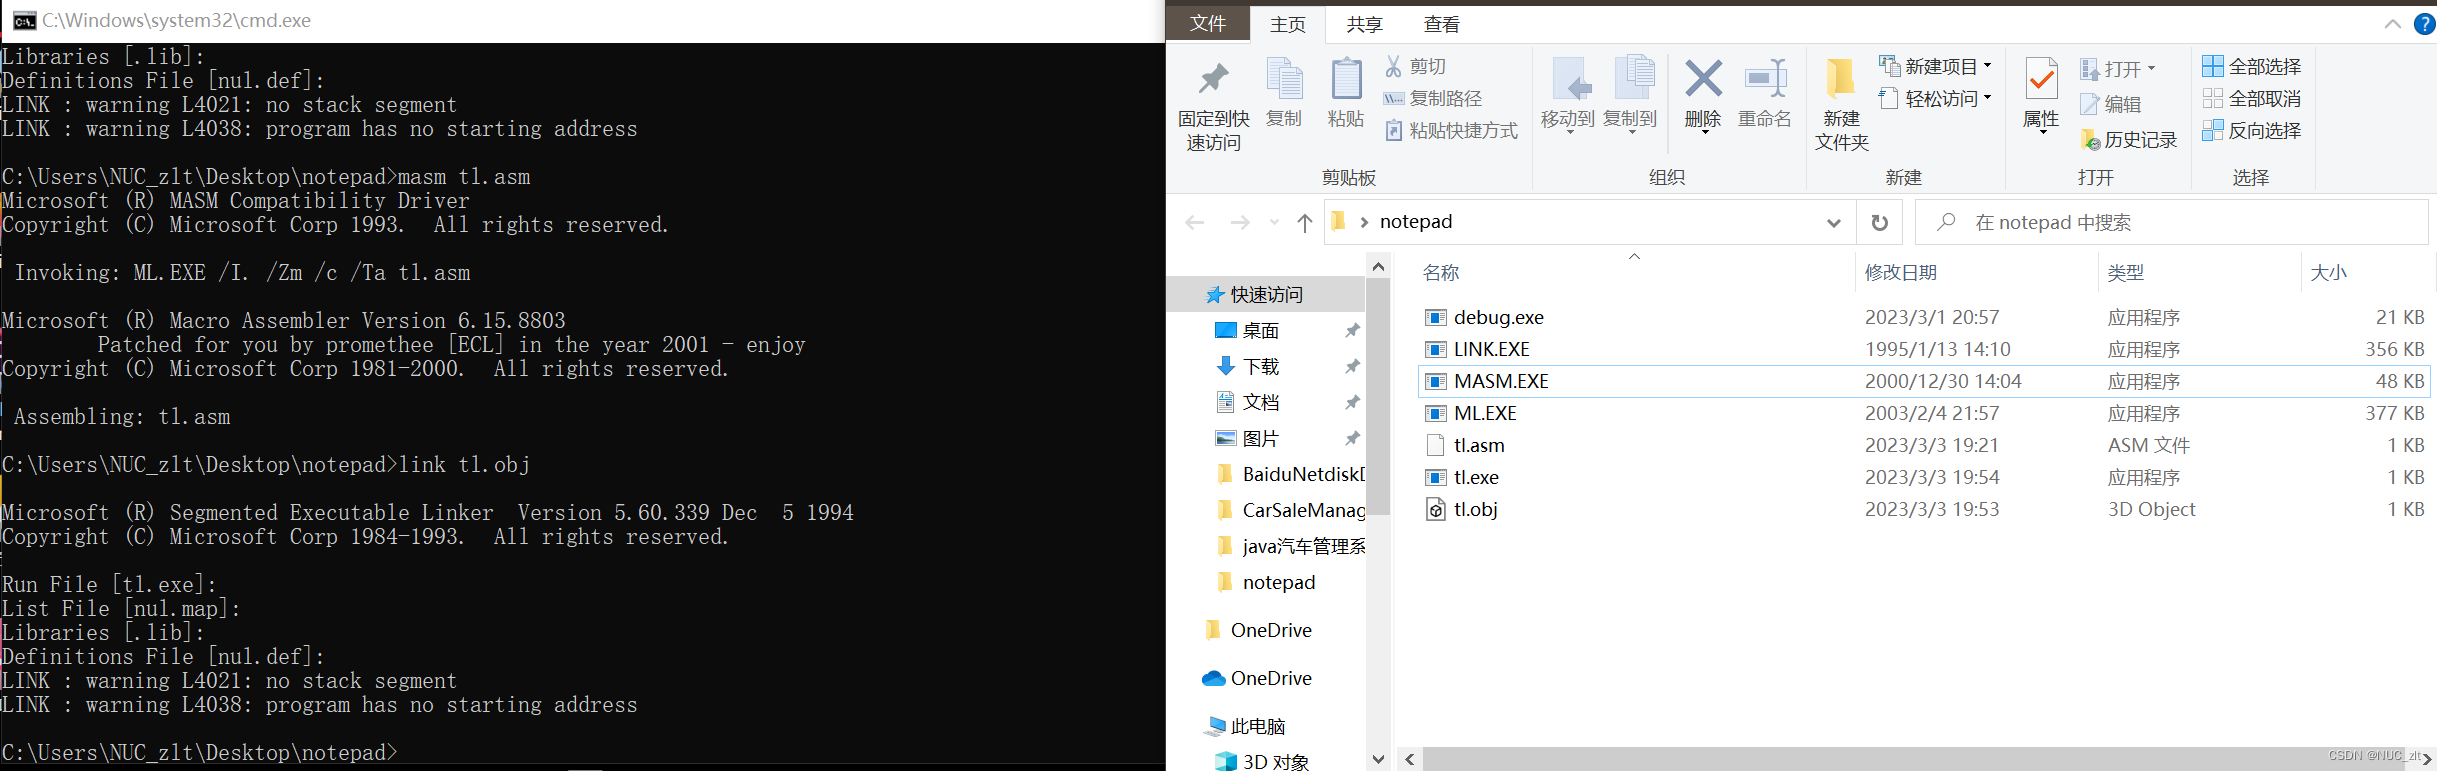 C:\Windows\system32\cmd.exe
Libraries [.lib]:
Definitions File [nul.def]:
LINK : warning L4021: no stack segment
LINK : warning L4038: program has no starting address
C:\Users\NUC_zlt\Desktop\notepad>masm tl.asm
Microsoft (R) MASM Compatibility Driver
Copyright (C) Microsoft Corp 1993.  All rights reserved.
Invoking: ML.EXE /I. /Zm /c /Ta tl.asm
Microsoft (R) Macro Assembler Version 6.15.8803
Patched for you by promethee [ECL] in the year 2001 - enjoy
Copyright (C) Microsoft Corp 1981-2000.  All rights reserved.
Assembling: tl.asm
C:\Users\NUC_zlt\Desktop\notepad>link tl.obj
Microsoft (R) Segmented Executable Linker  Version 5.60.339 Dec  5 1994
Copyright (C) Microsoft Corp 1984-1993.  All rights reserved.
Run File [tl.exe]:
List File [nul.map]:
Libraries [.lib]:
Definitions File [nul.def]:
LINK : warning L4021: no stack segment
LINK : warning L4038: program has no starting address
C:\Users\NUC_zlt\Desktop\notepad>
文件 主页 共享 查看
固定到快速访问
复制
粘贴
剪切
复制路径
粘贴快捷方式
剪贴板
移动到
复制到
删除
重命名
组织
新建文件夹
新建项目
轻松访问
新建
属性
打开
编辑
历史记录
打开
全部选择
全部取消
反向选择
选择
notepad
在 notepad 中搜索
快速访问
桌面
下载
文档
图片
BaiduNetdiskD
CarSaleManag
java汽车管理系
notepad
OneDrive
OneDrive
此电脑
3D 对象
名称 修改日期 类型 大小
debug.exe 2023/3/1 20:57 应用程序 21 KB
LINK.EXE 1995/1/13 14:10 应用程序 356 KB
MASM.EXE 2000/12/30 14:04 应用程序 48 KB
ML.EXE 2003/2/4 21:57 应用程序 377 KB
tl.asm 2023/3/3 19:21 ASM 文件 1 KB
tl.exe 2023/3/3 19:54 应用程序 1 KB
tl.obj 2023/3/3 19:53 3D Object 1 KB
CSDN @NUC_zlt